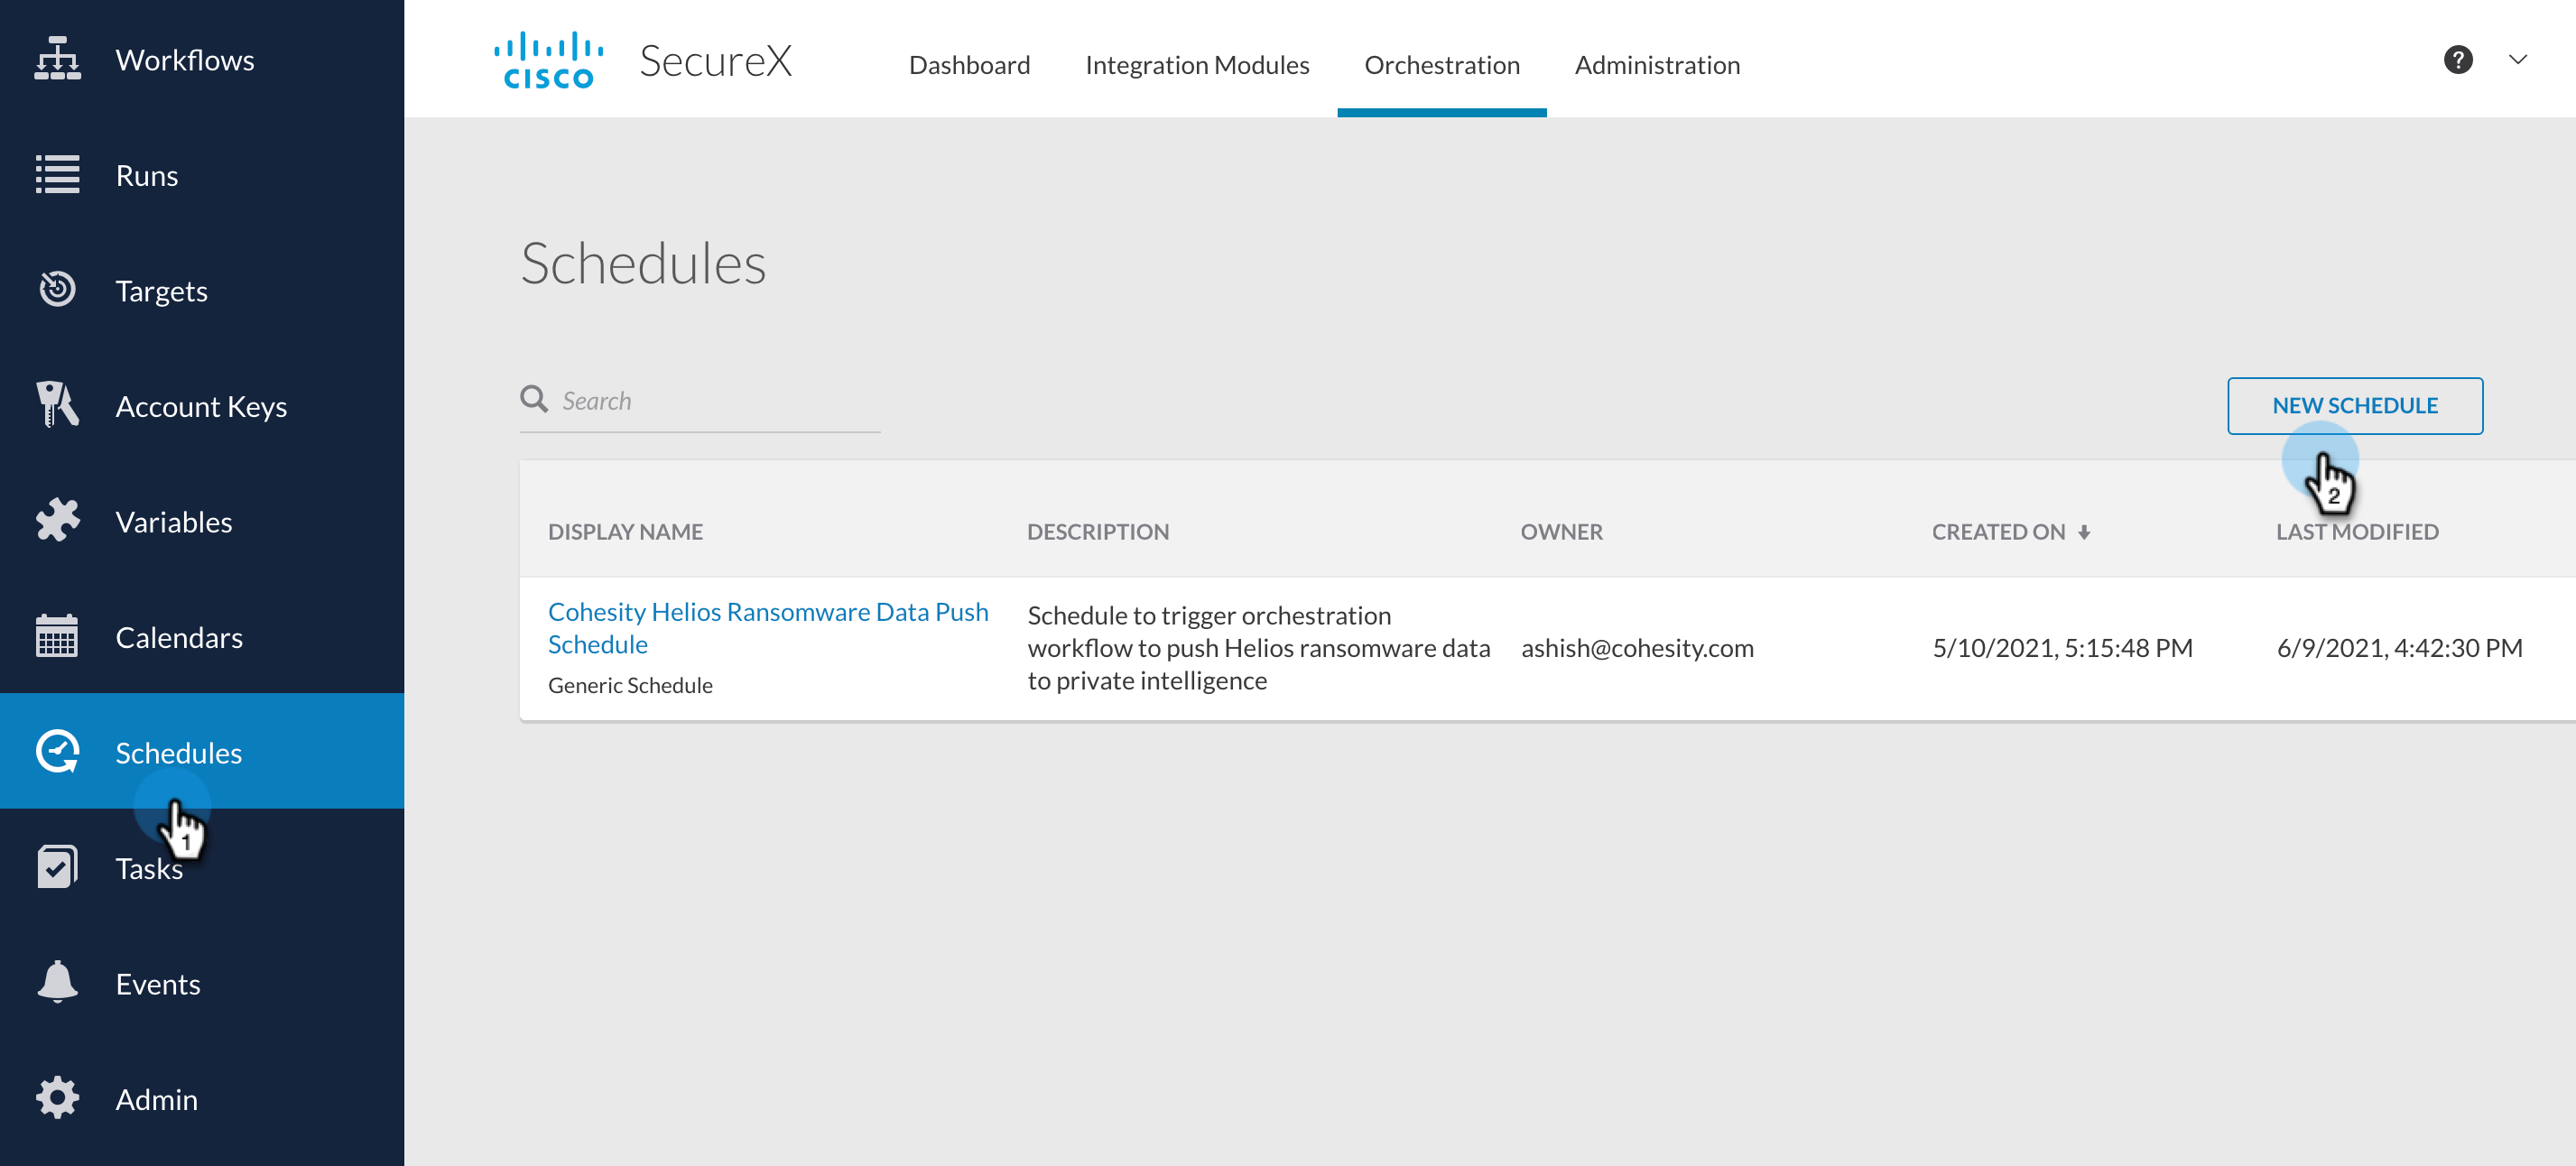 Workflows
Runs
Targets
Account Keys
Variables
Calendars
Schedules
1
Tasks
Events
Admin
CISCO
SecureX
Dashboard
Integration Modules
Orchestration
Administration
?
Schedules
Search
NEW SCHEDULE
2
DISPLAY NAME
DESCRIPTION
OWNER
CREATED ON
LAST MODIFIED
Cohesity Helios Ransomware Data Push
Schedule
Generic Schedule
Schedule to trigger orchestration
workflow to push Helios ransomware data
to private intelligence
ashish@cohesity.com
5/10/2021, 5:15:48 PM
6/9/2021, 4:42:30 PM